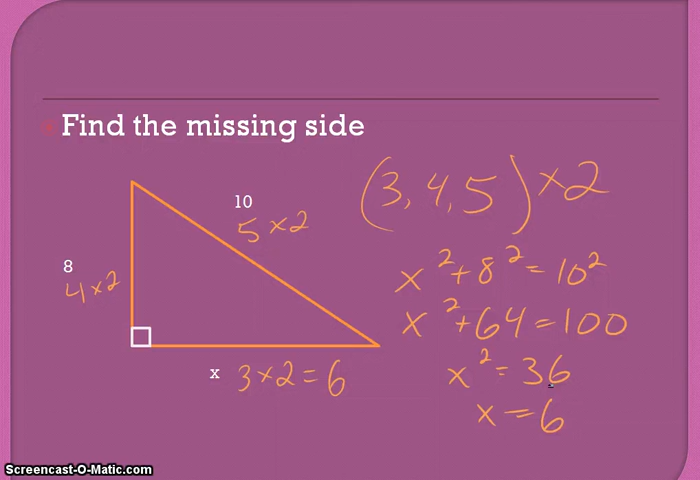 Find the missing side
(3, 4, 5) × 2
10
5 × 2
8
4 × 2
x
3 × 2 = 6
x² + 8² = 10²
x² + 64 = 100
x² = 36
x = 6
Screencast-O-Matic.com